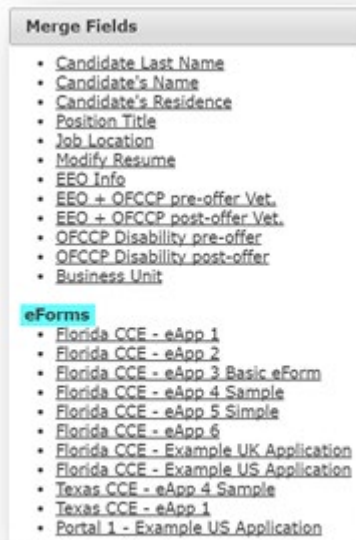 Merge Fields
Candidate Last Name
Candidate's Name
Candidate's Residence
Position Title
Job Location
Modify Resume
EEO Info
EEO + OFCCP pre-offer Vet.
EEO + OFCCP post-offer Vet.
OFCCP Disability pre-offer
OFCCP Disability post-offer
Business Unit
eForms
Florida CCE - eApp 1
Florida CCE - eApp 2
Florida CCE - eApp 3 Basic eForm
Florida CCE - eApp 4 Sample
Florida CCE - eApp 5 Simple
Florida CCE - eApp 6
Florida CCE - Example UK Application
Florida CCE - Example US Application
Texas CCE - eApp 4 Sample
Texas CCE - eApp 1
Portal 1 - Example US Application